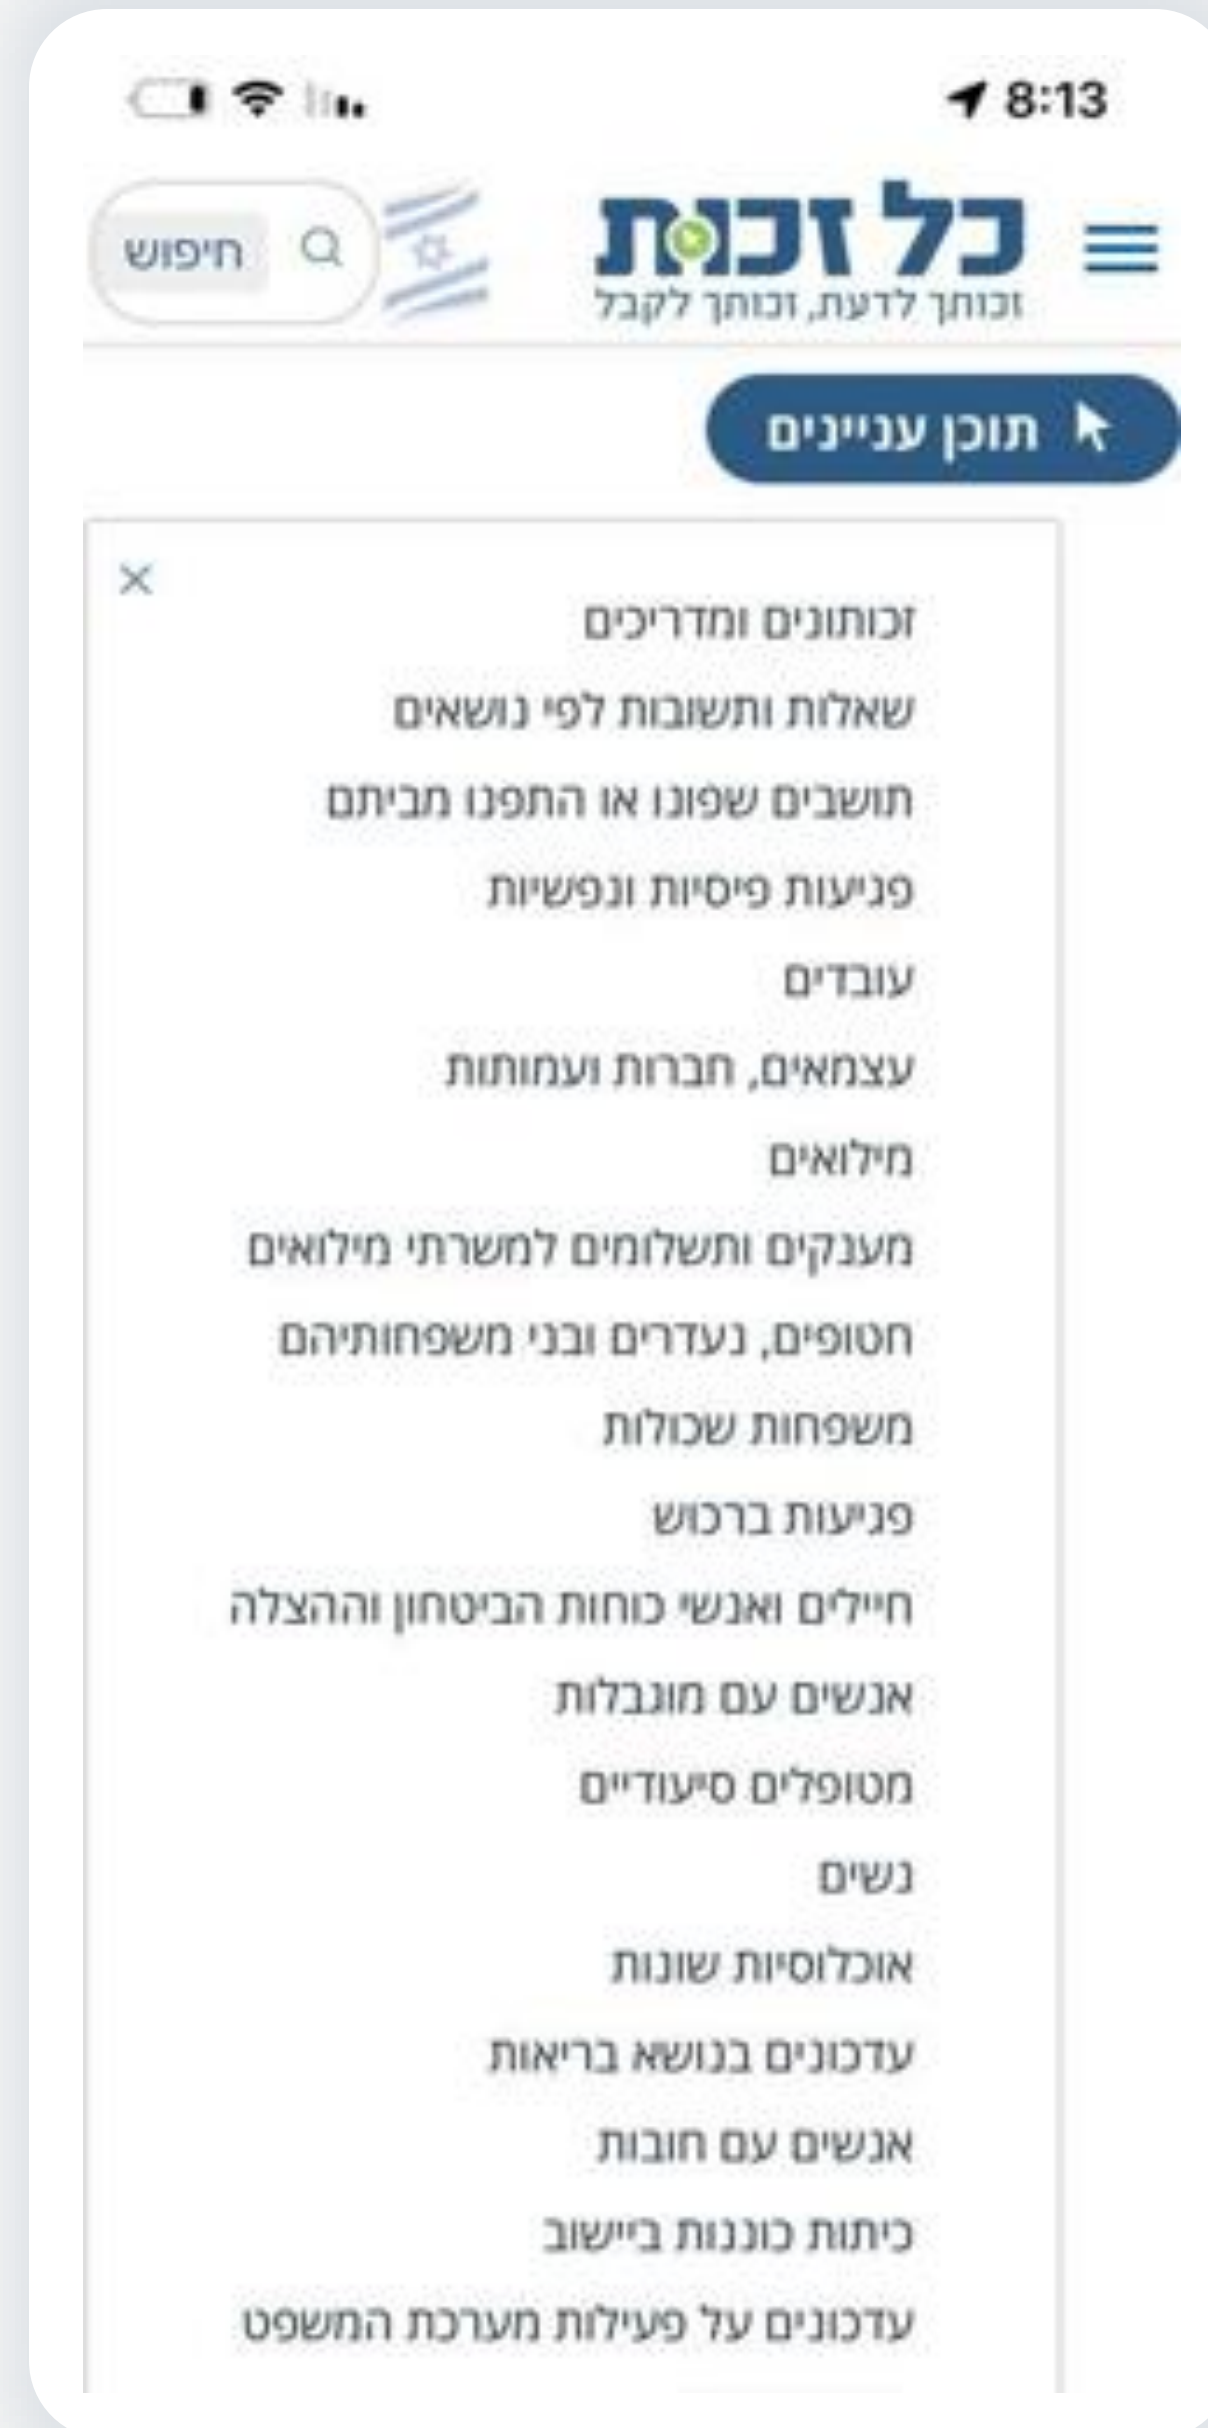 8:13
כל זכות
זכותך לדעת, זכותך לקבל
חיפוש
תוכן עניינים
זכותונים ומדריכים
שאלות ותשובות לפי נושאים
תושבים שפונו או התפנו מביתם
פגיעות פיסיות ונפשיות
עובדים
עצמאים, חברות ועמותות
מילואים
מענקים ותשלומים למשרתי מילואים
חטופים, נעדרים ובני משפחותיהם
משפחות שכולות
פגיעות ברכוש
חיילים ואנשי כוחות הביטחון וההצלה
אנשים עם מוגבלות
מטופלים סיעודיים
נשים
אוכלוסיות שונות
עדכונים בנושא בריאות
אנשים עם חובות
כיתות כוננות ביישוב
עדכונים על פעילות מערכת המשפט